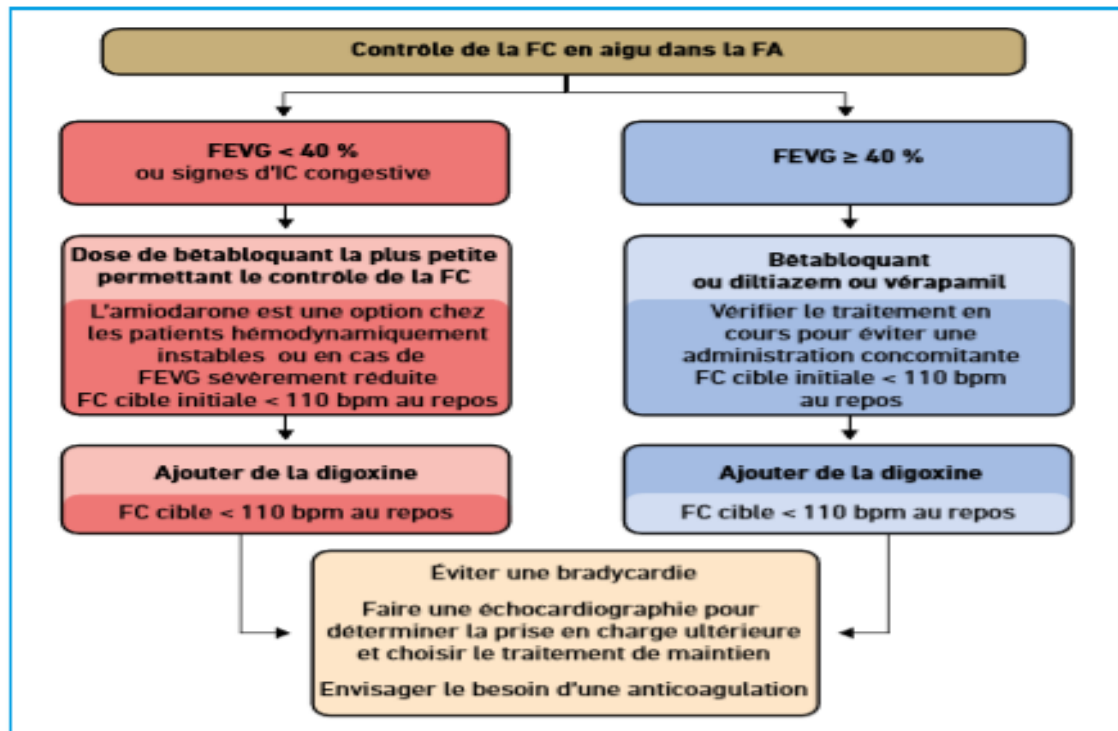 Contrôle de la FC en aigu dans la FA
FEVG < 40 %
ou signes d'IC congestive
FEVG ≥ 40 %
Dose de bêtabloquant la plus petite
permettant le contrôle de la FC
L'amiodarone est une option chez
les patients hémodynamiquement
instables ou en cas de
FEVG sévèrement réduite
FC cible initiale < 110 bpm au repos
Bêtabloquant
ou diltiazem ou vérapamil
Vérifier le traitement en
cours pour éviter une
administration concomitante
FC cible initiale < 110 bpm
au repos
Ajouter de la digoxine
FC cible < 110 bpm au repos
Ajouter de la digoxine
FC cible < 110 bpm au repos
Éviter une bradycardie
Faire une échocardiographie pour
déterminer la prise en charge ultérieure
et choisir le traitement de maintien
Envisager le besoin d'une anticoagulation